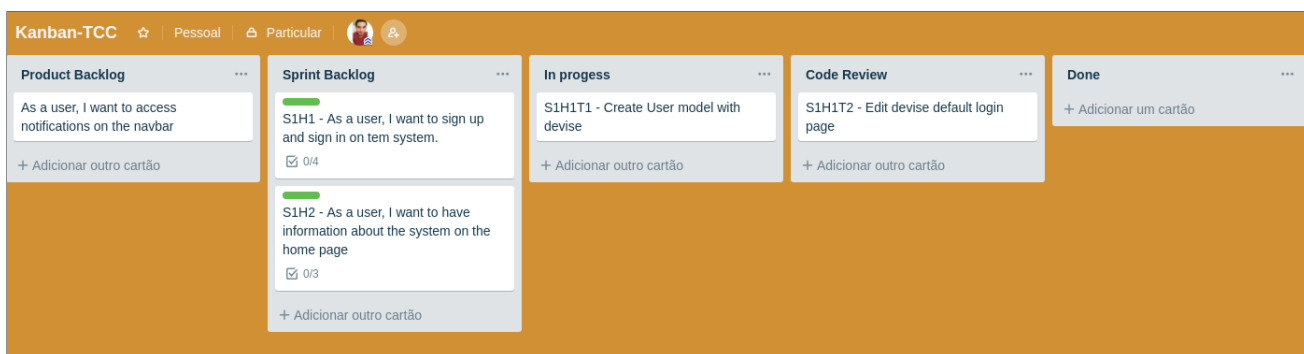 Kanban-TCC
Pessoal
Particular
Product Backlog
As a user, I want to access
notifications on the navbar
+ Adicionar outro cartão
Sprint Backlog
S1H1 - As a user, I want to sign up
and sign in on tem system.
0/4
S1H2 - As a user, I want to have
information about the system on the
home page
0/3
+ Adicionar outro cartão
In progess
S1H1T1 - Create User model with
devise
+ Adicionar outro cartão
Code Review
S1H1T2 - Edit devise default login
page
+ Adicionar outro cartão
Done
+ Adicionar um cartão